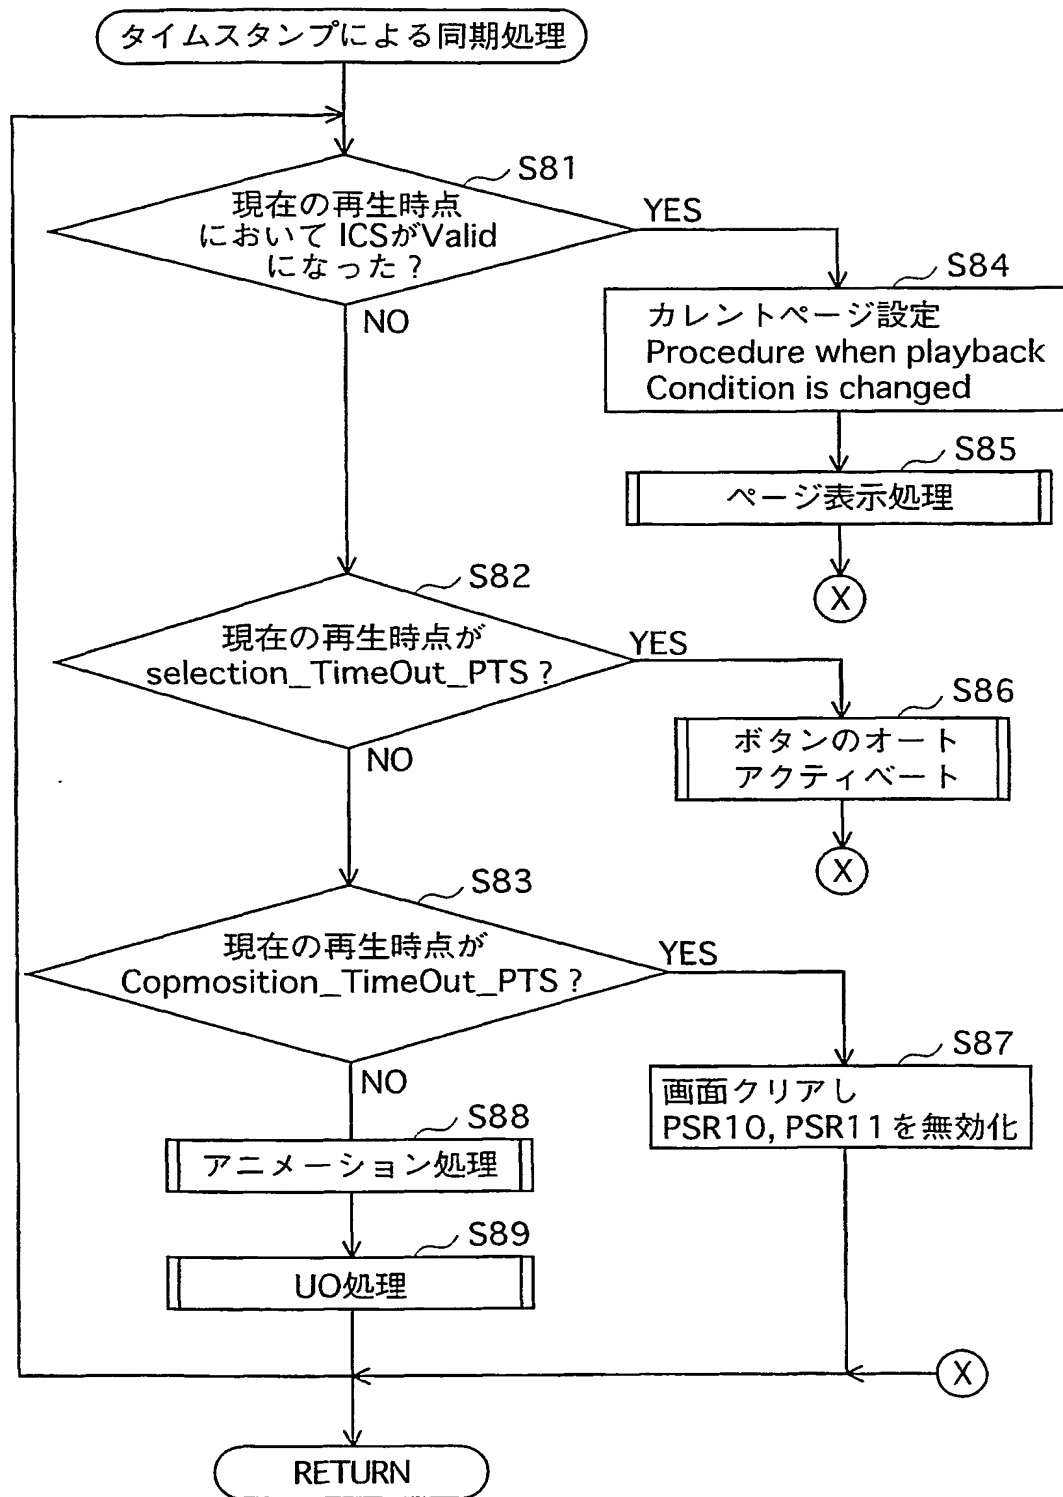 タイムスタンプによる同期処理
S81
現在の再生時点
において ICSがValid
になった ?
YES
NO
S84
カレントページ設定
Procedure when playback
Condition is changed
S85
ページ表示処理
X
S82
現在の再生時点が
selection_TimeOut_PTS ?
YES
NO
S86
ボタンのオート
アクティベート
X
S83
現在の再生時点が
Copmosition_TimeOut_PTS ?
YES
NO
S87
画面クリアし
PSR10, PSR11を無効化
S88
アニメーション処理
S89
UO処理
X
RETURN